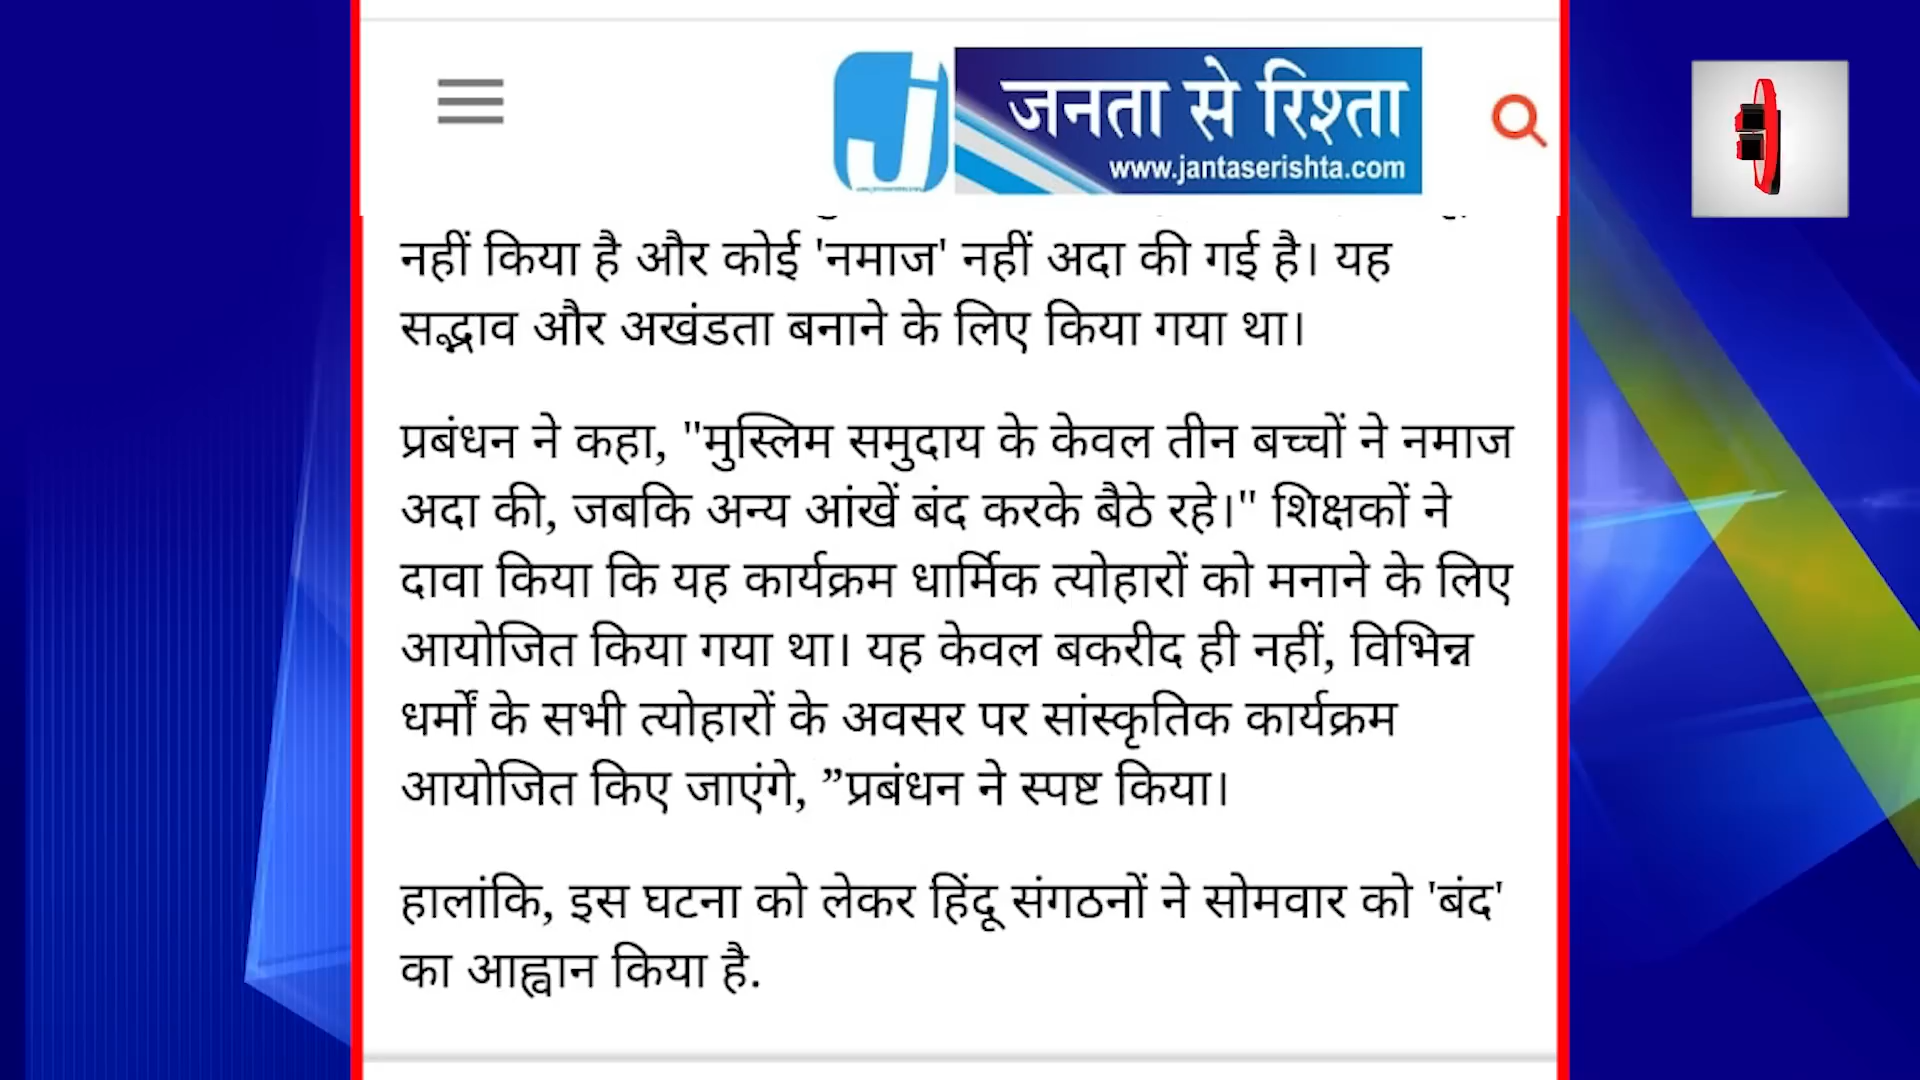 जनता से रिश्ता
www.jantaserishta.com
नहीं किया है और कोई 'नमाज' नहीं अदा की गई है। यह
सद्भाव और अखंडता बनाने के लिए किया गया था।
प्रबंधन ने कहा, "मुस्लिम समुदाय के केवल तीन बच्चों ने नमाज
अदा की, जबकि अन्य आंखें बंद करके बैठे रहे।" शिक्षकों ने
दावा किया कि यह कार्यक्रम धार्मिक त्योहारों को मनाने के लिए
आयोजित किया गया था। यह केवल बकरीद ही नहीं, विभिन्न
धर्मों के सभी त्योहारों के अवसर पर सांस्कृतिक कार्यक्रम
आयोजित किए जाएंगे, ”प्रबंधन ने स्पष्ट किया।
हालांकि, इस घटना को लेकर हिंदू संगठनों ने सोमवार को 'बंद'
का आह्वान किया है.